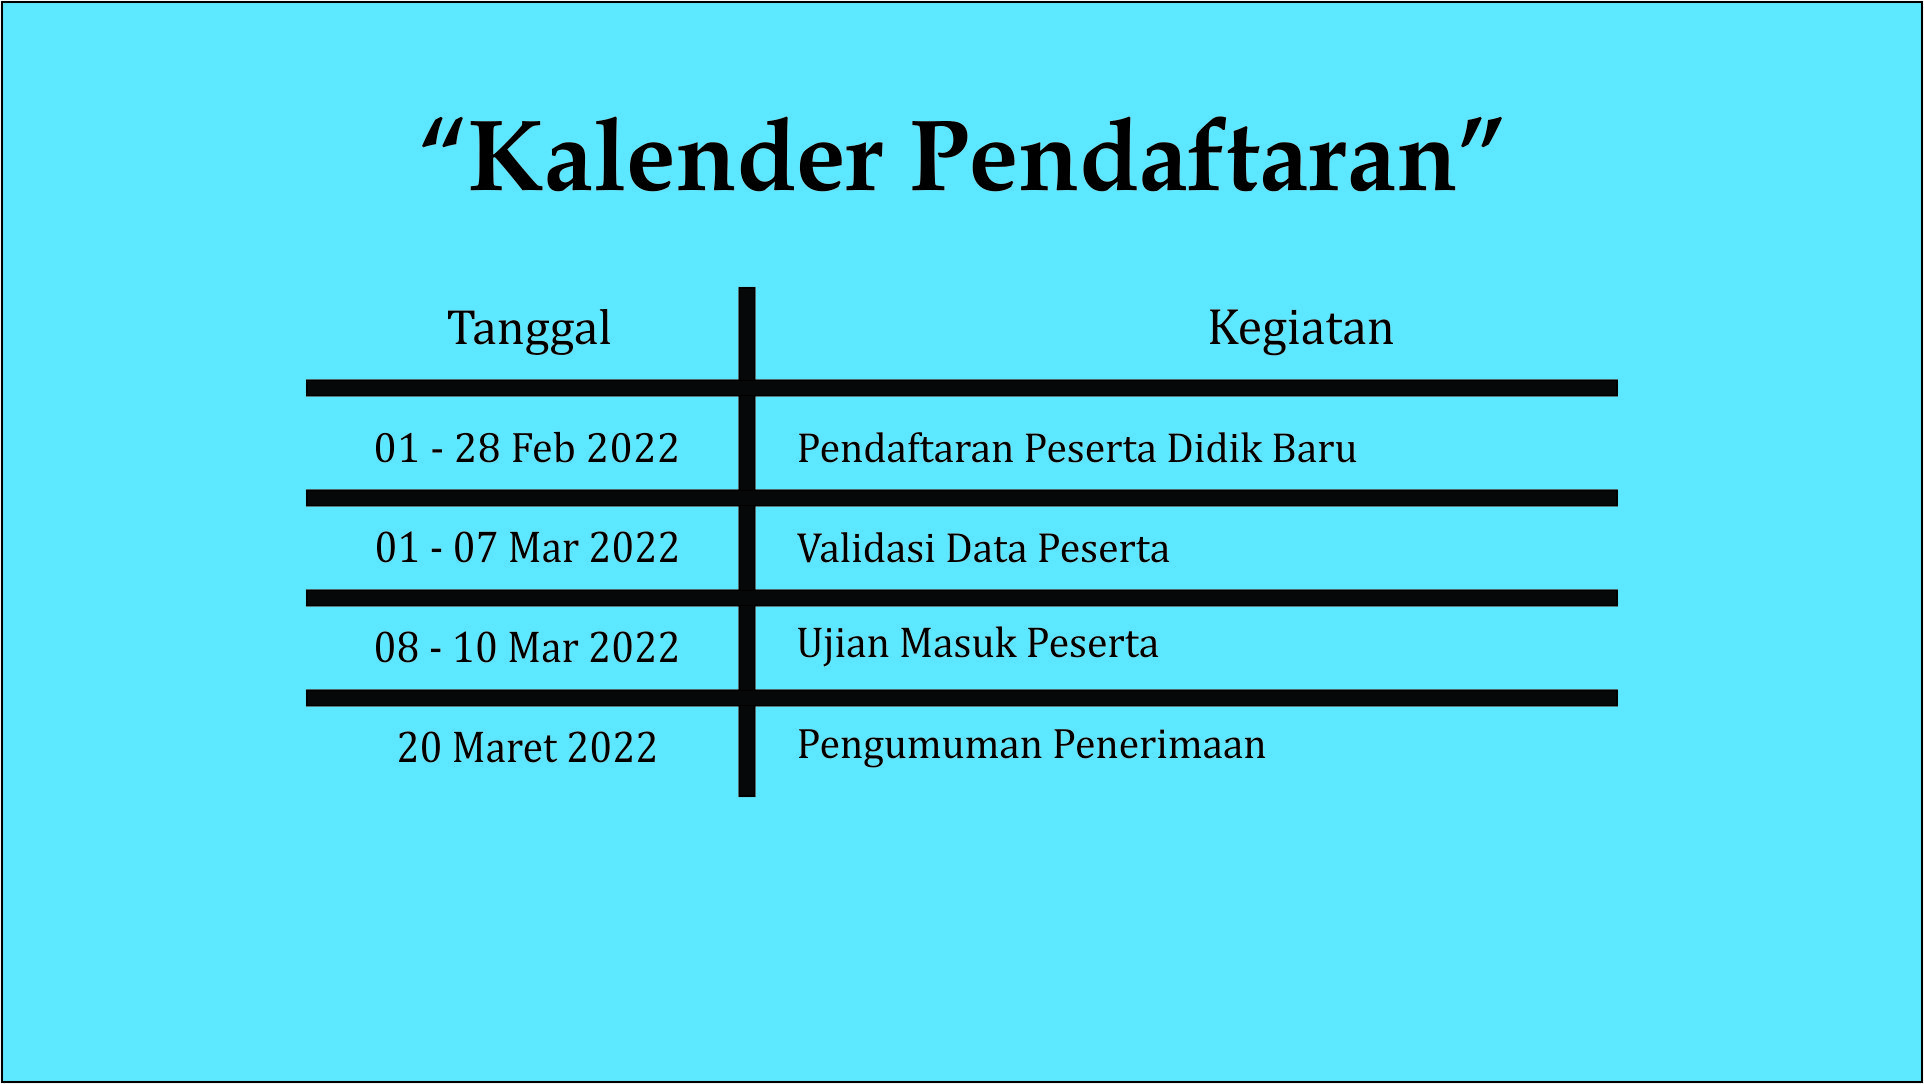 “Kalender Pendaftaran”
Tanggal Kegiatan
01 - 28 Feb 2022 Pendaftaran Peserta Didik Baru
01 - 07 Mar 2022 Validasi Data Peserta
08 - 10 Mar 2022 Ujian Masuk Peserta
20 Maret 2022 Pengumuman Penerimaan